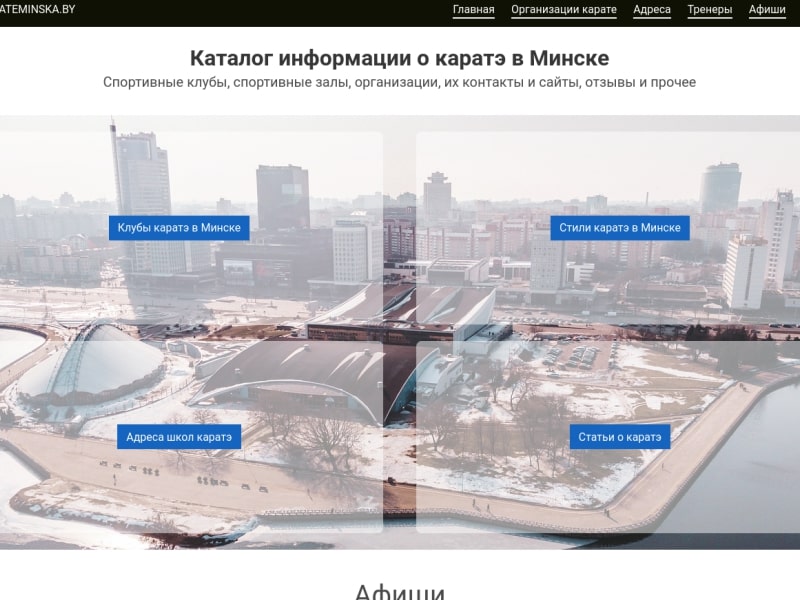 ATEMINSKA.BY
Главная Организации карате Адреса Тренеры Афиши
Каталог информации о каратэ в Минске
Спортивные клубы, спортивные залы, организации, их контакты и сайты, отзывы и прочее
Клубы каратэ в Минске
Стили каратэ в Минске
Адреса школ каратэ
Статьи о каратэ
Афиши